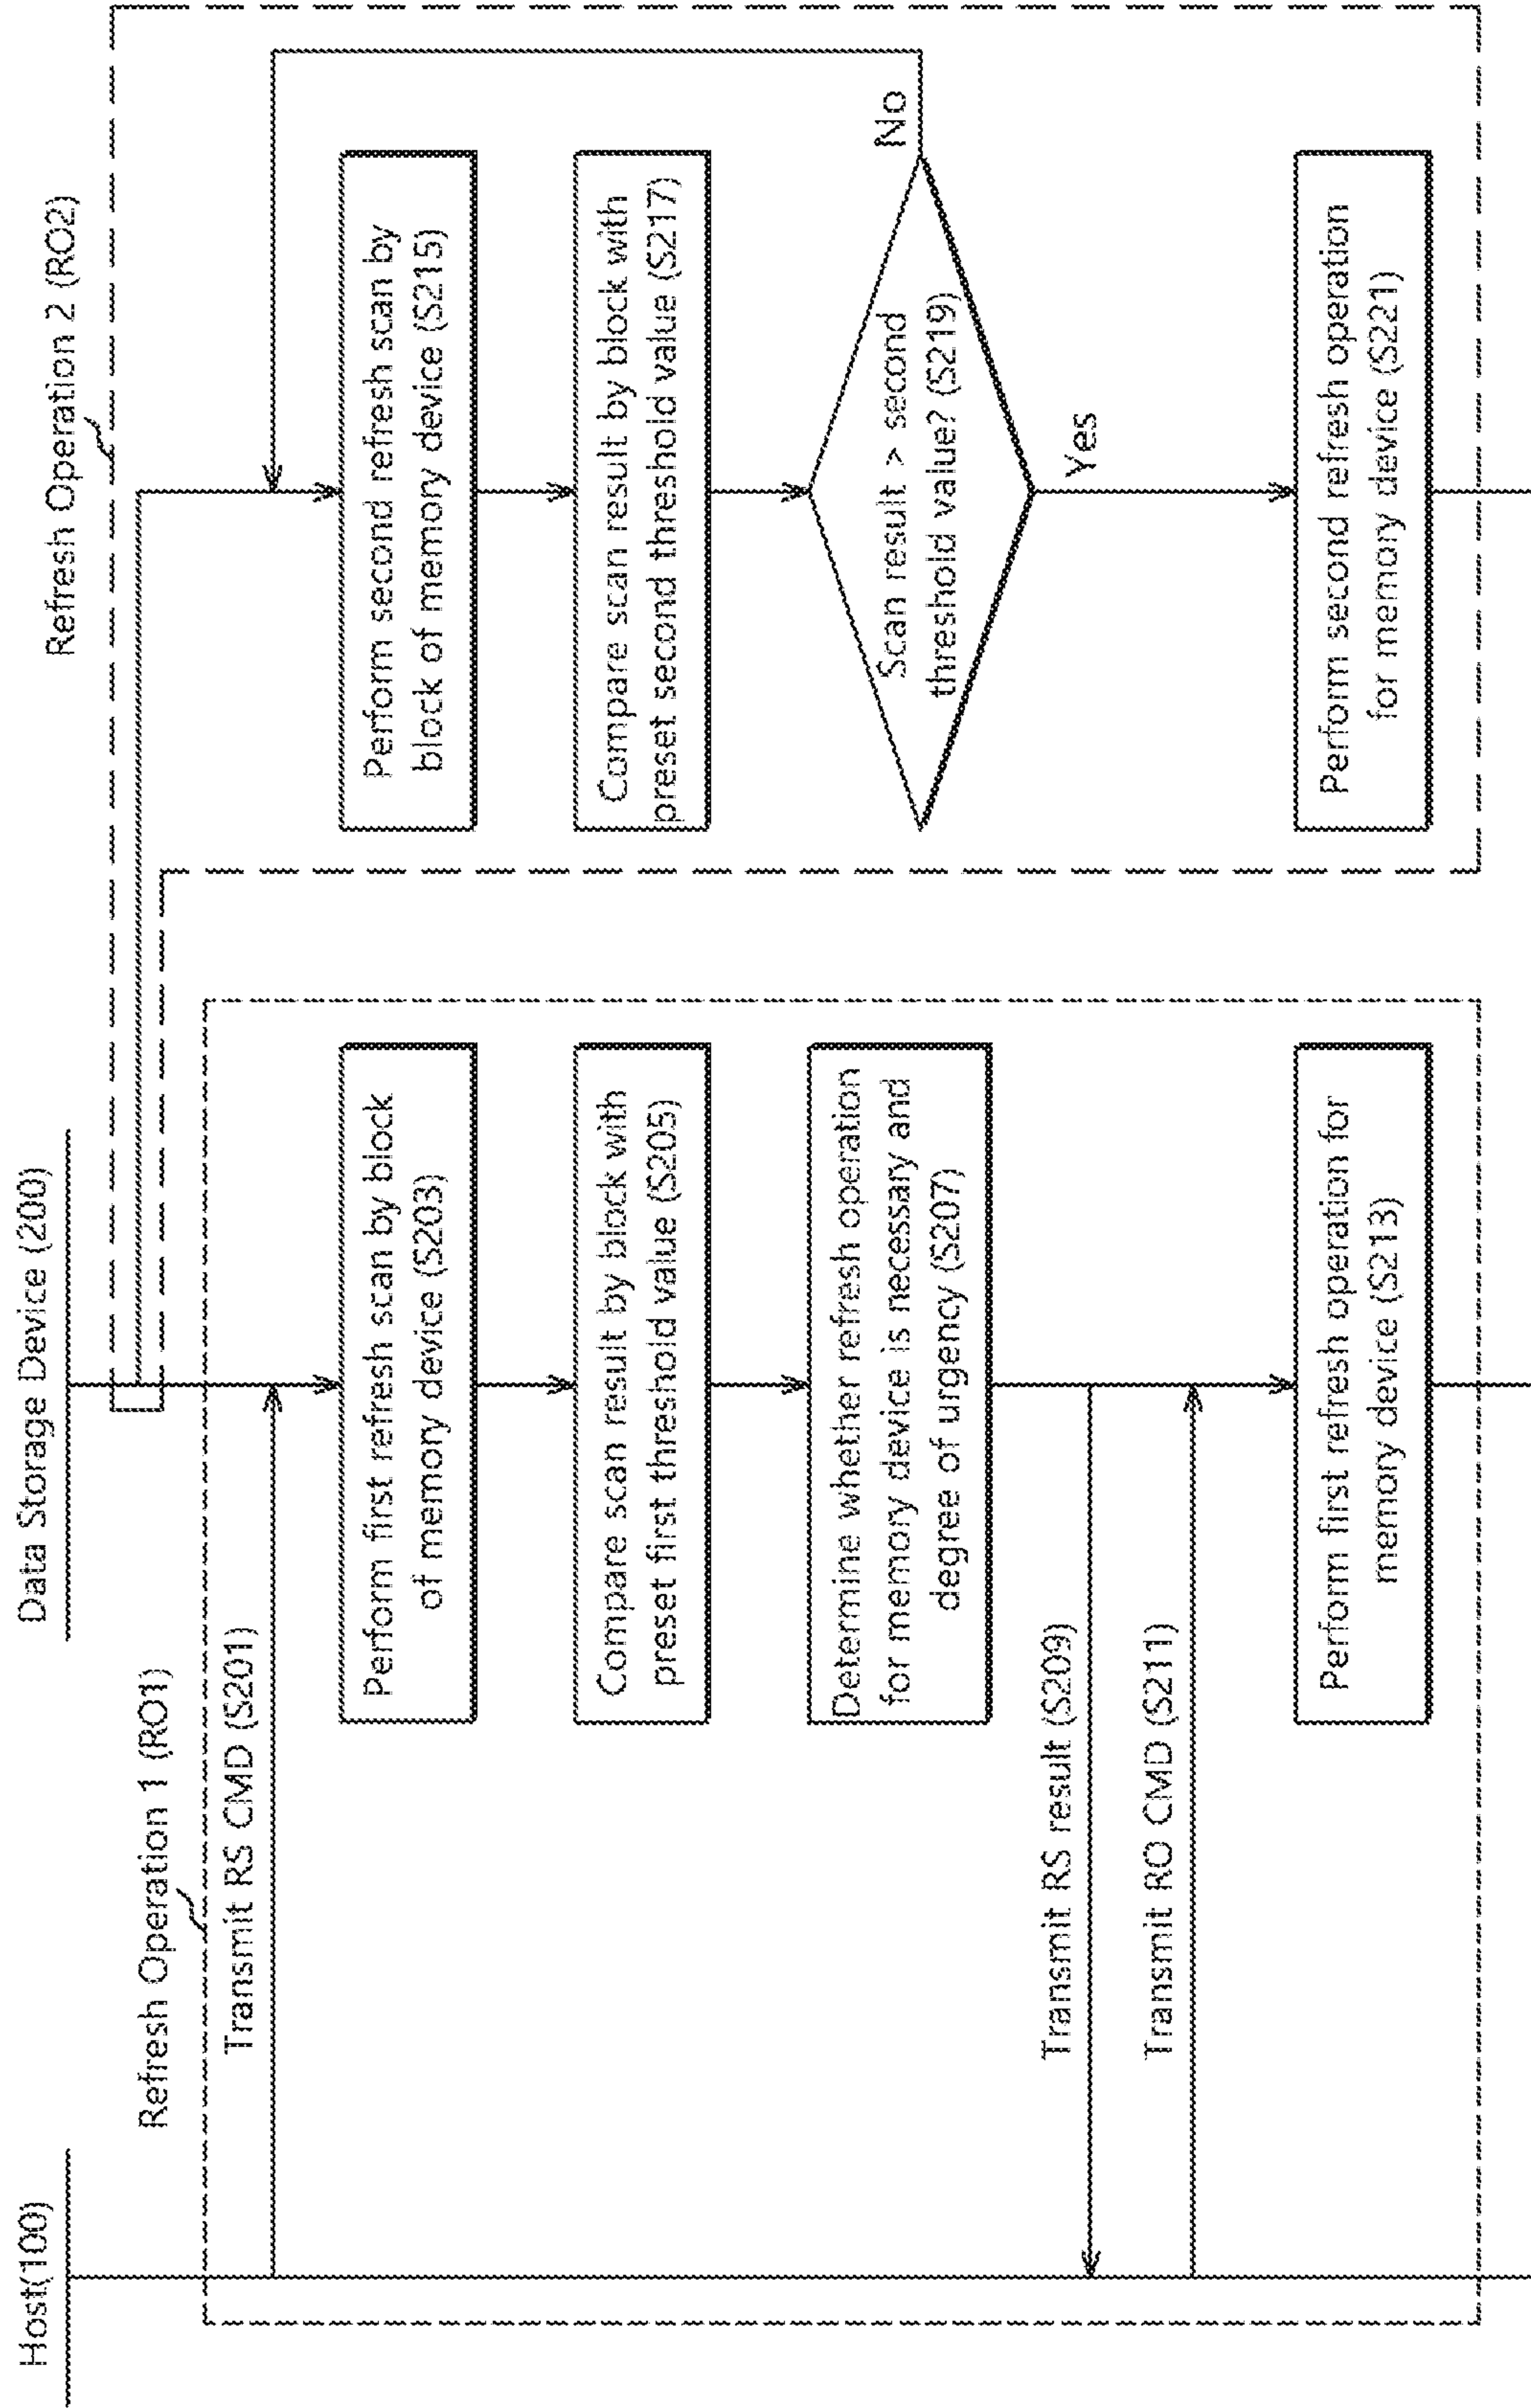 Host(100)
Data Storage Device (200)
Refresh Operation 1 (RO1)
Refresh Operation 2 (RO2)
Transmit RS CMD (S201)
Perform first refresh scan by block
of memory device (S203)
Compare scan result by block with
preset first threshold value (S205)
Determine whether refresh operation
for memory device is necessary and
degree of urgency (S207)
Transmit RS result (S209)
Transmit RO CMD (S211)
Perform first refresh operation for
memory device (S213)
Perform second refresh scan by
block of memory device (S215)
Compare scan result by block with
preset second threshold value (S217)
Scan result > second
threshold value? (S219)
No
Yes
Perform second refresh operation
for memory device (S221)